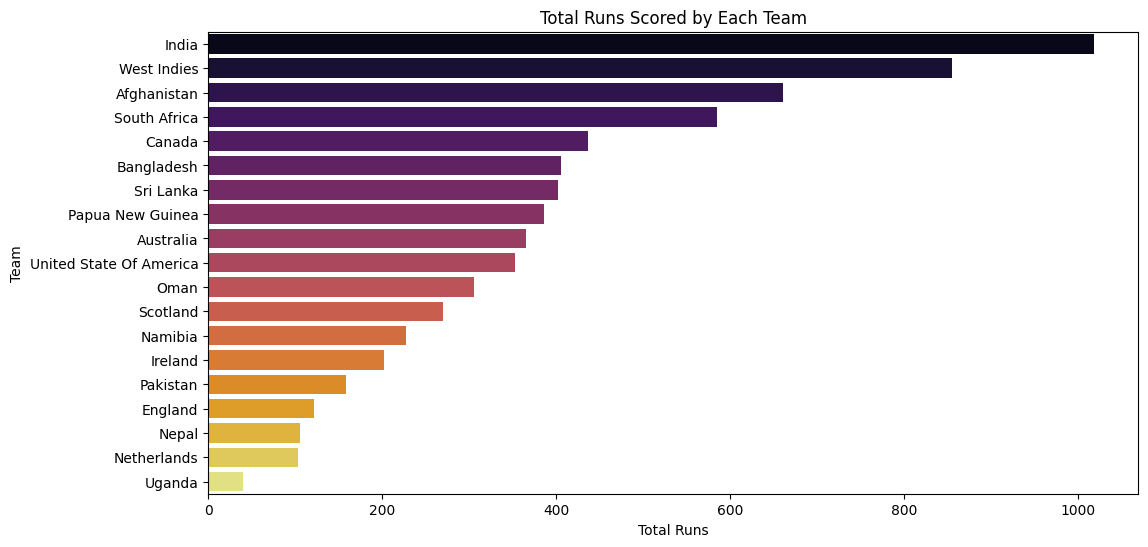 Total Runs Scored by Each Team
Team
India
West Indies
Afghanistan
South Africa
Canada
Bangladesh
Sri Lanka
Papua New Guinea
Australia
United State Of America
Oman
Scotland
Namibia
Ireland
Pakistan
England
Nepal
Netherlands
Uganda
0 200 400 600 800 1000
Total Runs